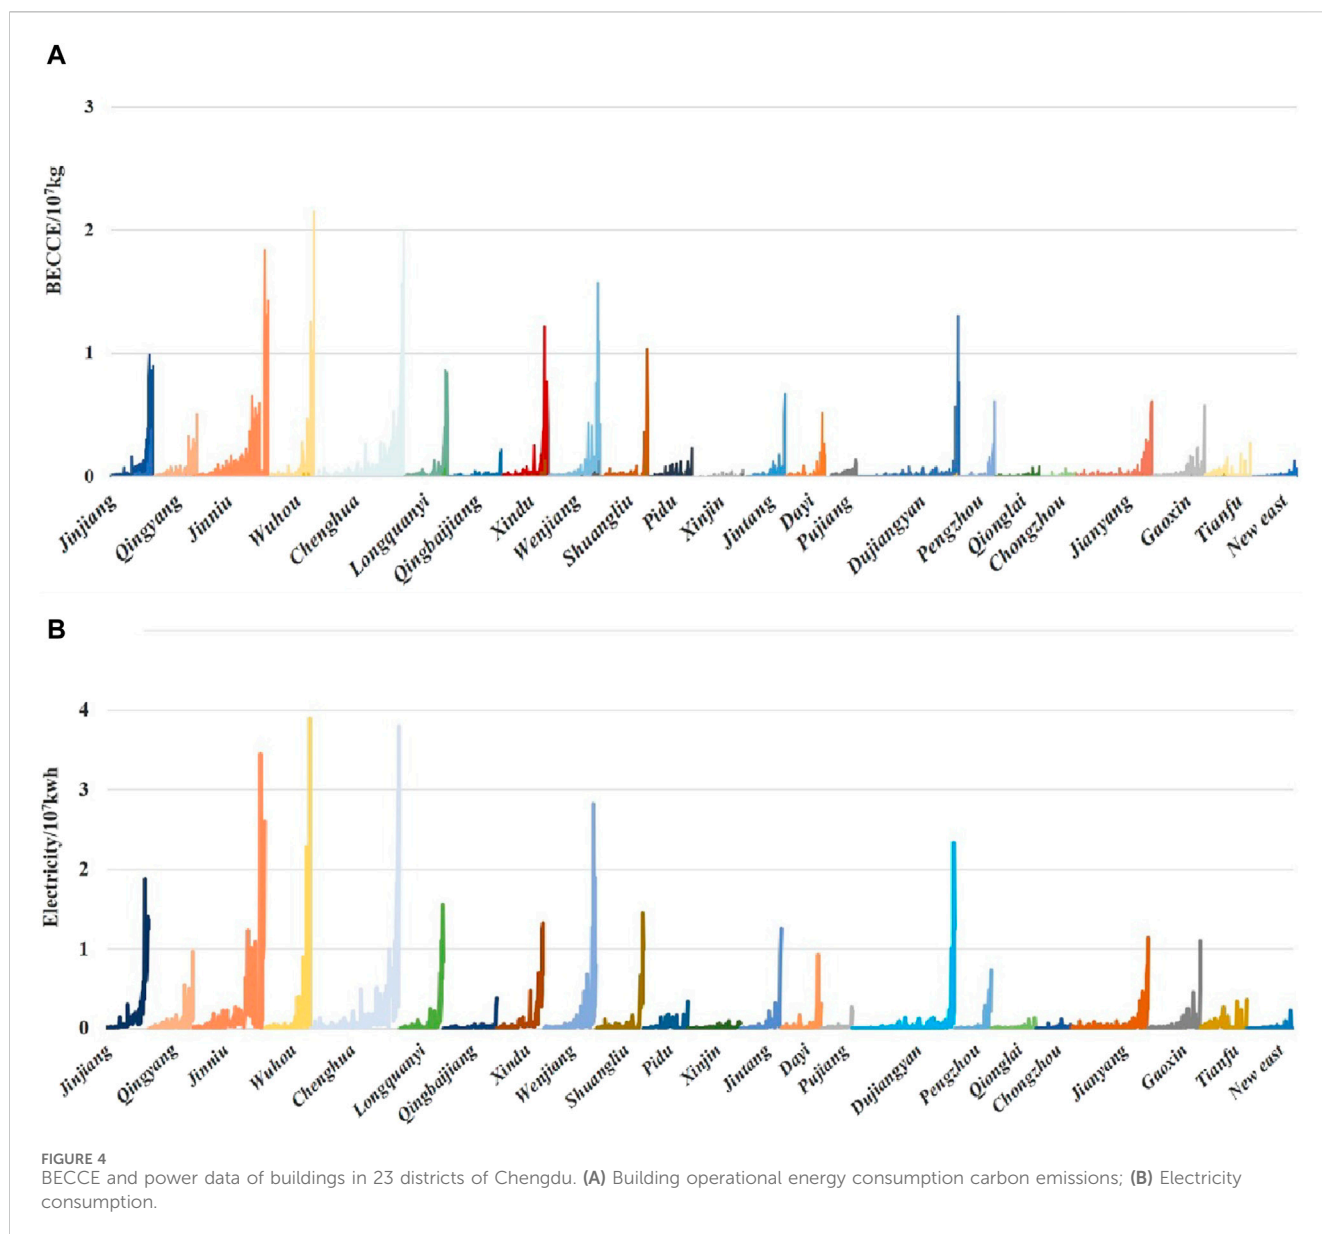 A
3
2
1
0
BECCE/10⁷kg
Jinjiang
Qingyang
Jinniu
Wuhou
Chenghua
Longquanyi
Qingbaijiang
Xindu
Wenjiang
Shuangliu
Pidu
Xinjin
Jintang
Dayi
Pujiang
Dujiangyan
Pengzhou
Qionglai
Chongzhou
Jianyang
Gaoxin
Tianfu
New east
B
4
3
2
1
0
Electricity/10⁷kwh
Jinjiang
Qingyang
Jinniu
Wuhou
Chenghua
Longquanyi
Qingbaijiang
Xindu
Wenjiang
Shuangliu
Pidu
Xinjin
Jintang
Dayi
Pujiang
Dujiangyan
Pengzhou
Qionglai
Chongzhou
Jianyang
Gaoxin
Tianfu
New east
FIGURE 4
BECCE and power data of buildings in 23 districts of Chengdu. (A) Building operational energy consumption carbon emissions; (B) Electricity
consumption.